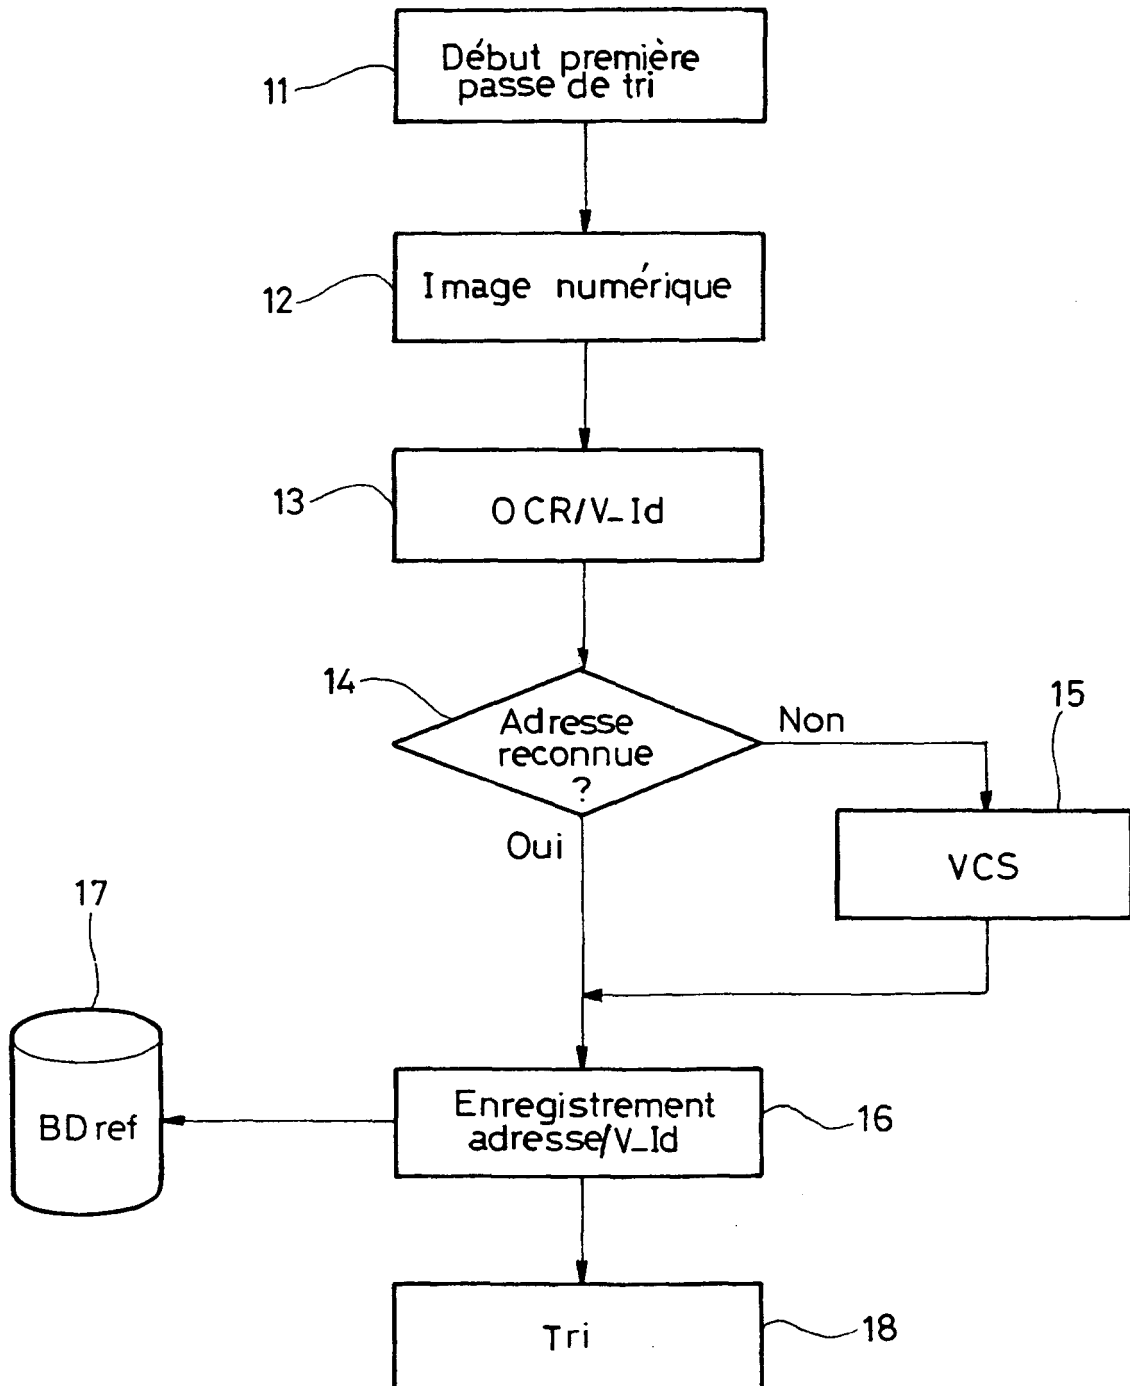 Début première
passe de tri
11
Image numérique
12
OCR/V_Id
13
14
Adresse
reconnue
?
Non
15
Oui
VCS
17
BDref
Enregistrement
adresse/V_Id
16
Tri
18